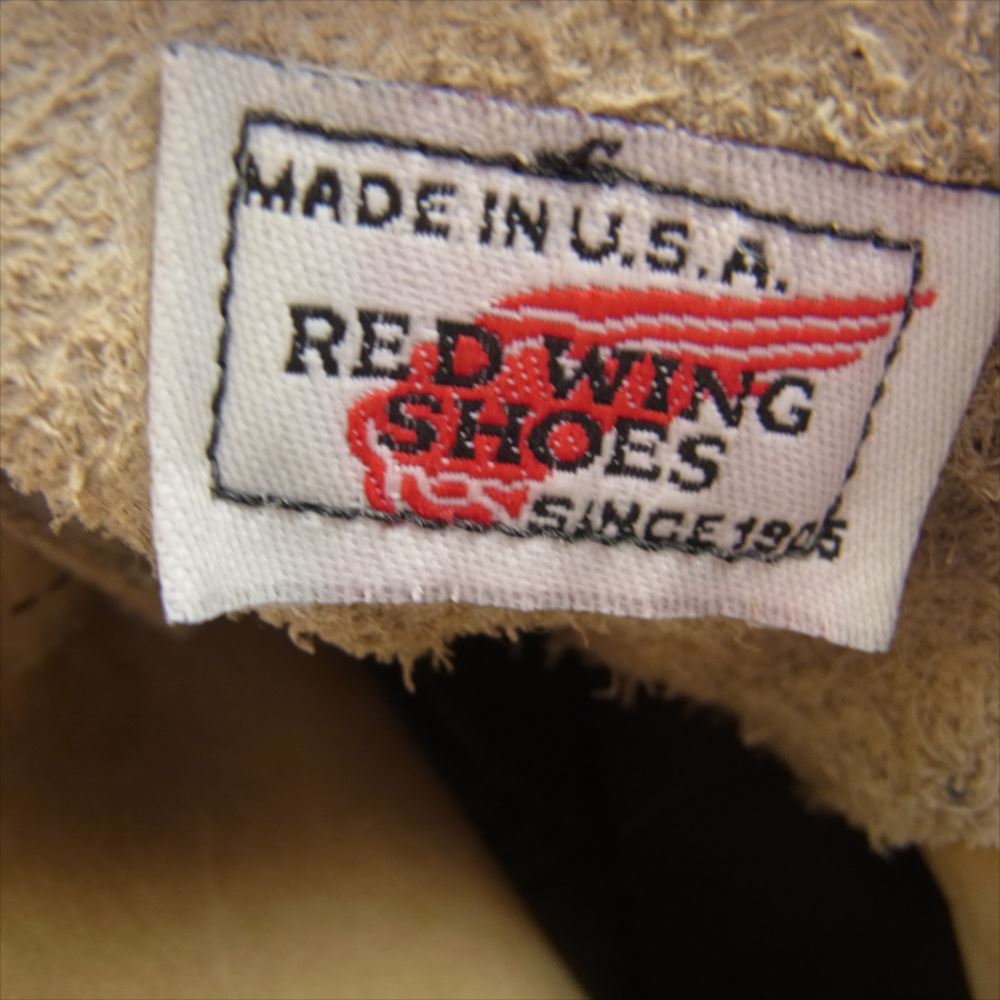 MADE IN U.S.A.
RED WING
SHOES
SINCE 1905